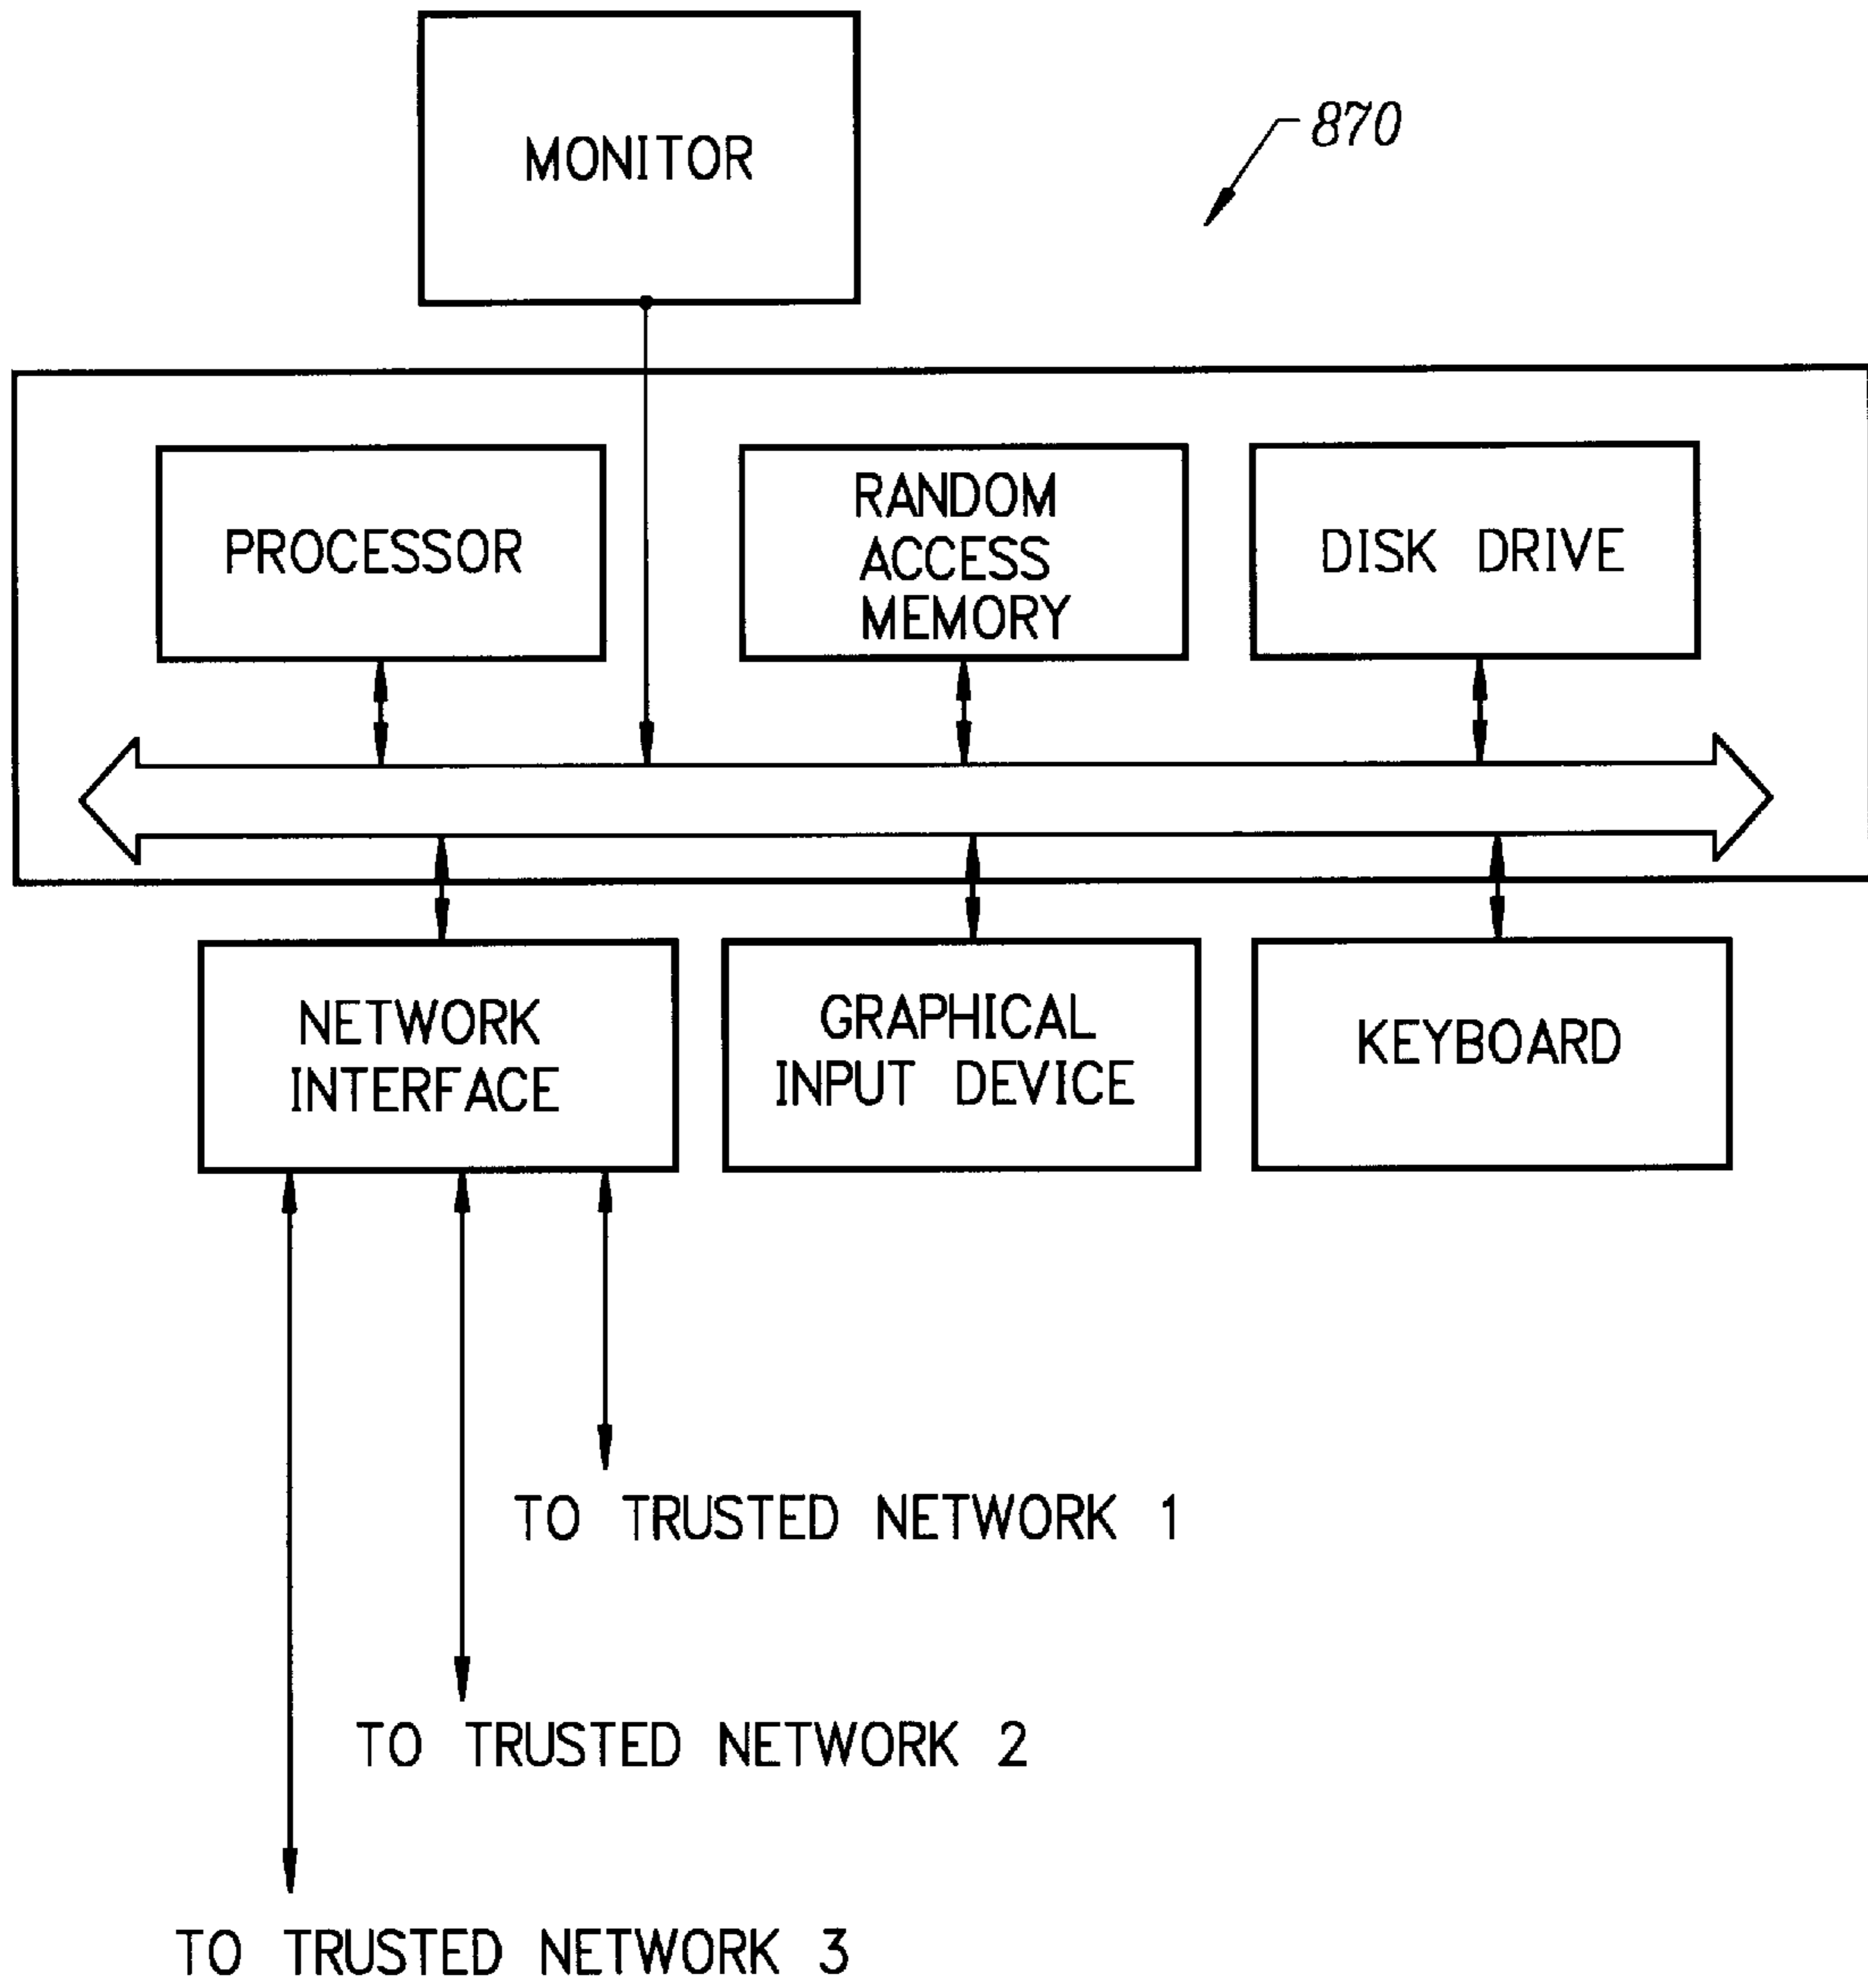 MONITOR
870
PROCESSOR
RANDOM
ACCESS
MEMORY
DISK DRIVE
NETWORK
INTERFACE
GRAPHICAL
INPUT DEVICE
KEYBOARD
TO TRUSTED NETWORK 1
TO TRUSTED NETWORK 2
TO TRUSTED NETWORK 3